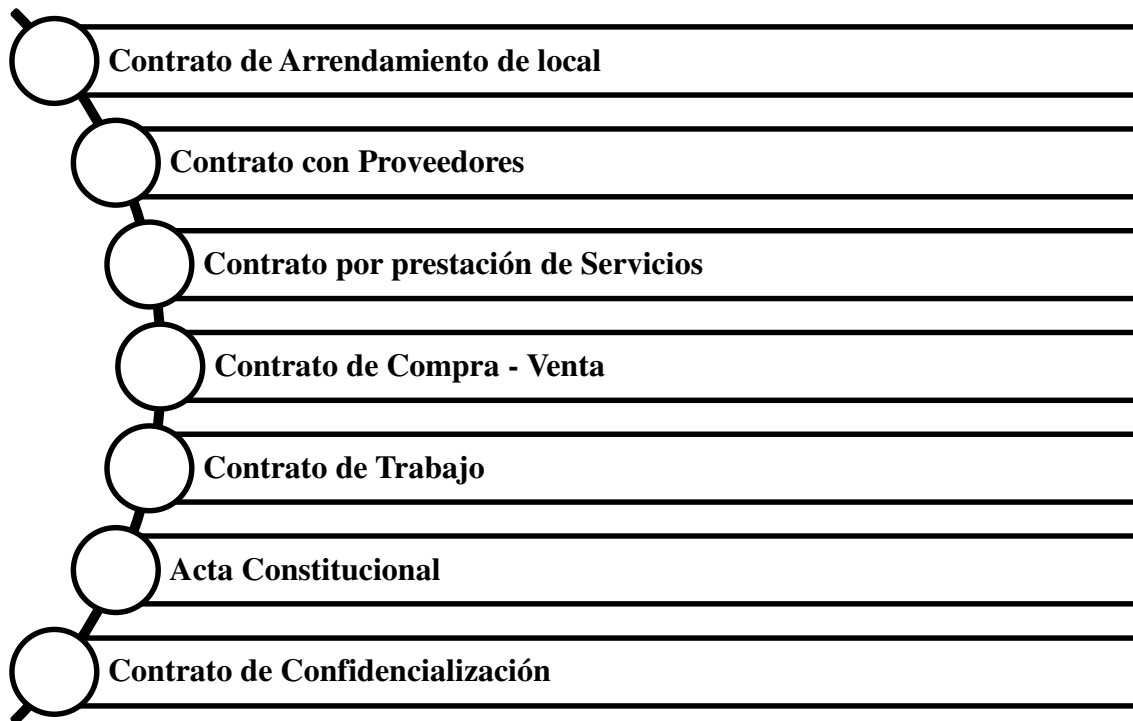 Contrato de Arrendamiento de local
Contrato con Proveedores
Contrato por prestación de Servicios
Contrato de Compra - Venta
Contrato de Trabajo
Acta Constitucional
Contrato de Confidencialización